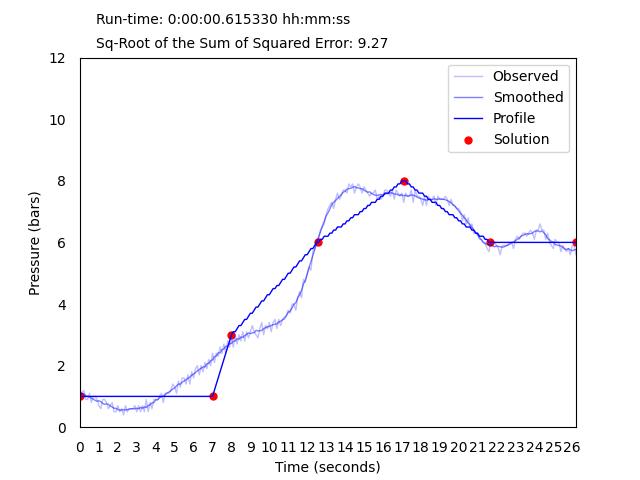 Run-time: 0:00:00.615330 hh:mm:ss
Sq-Root of the Sum of Squared Error: 9.27
12
10
8
6
4
2
0
Pressure (bars)
Observed
Smoothed
Profile
Solution
0 1 2 3 4 5 6 7 8 9 10 11 12 13 14 15 16 17 18 19 20 21 22 23 24 25 26
Time (seconds)